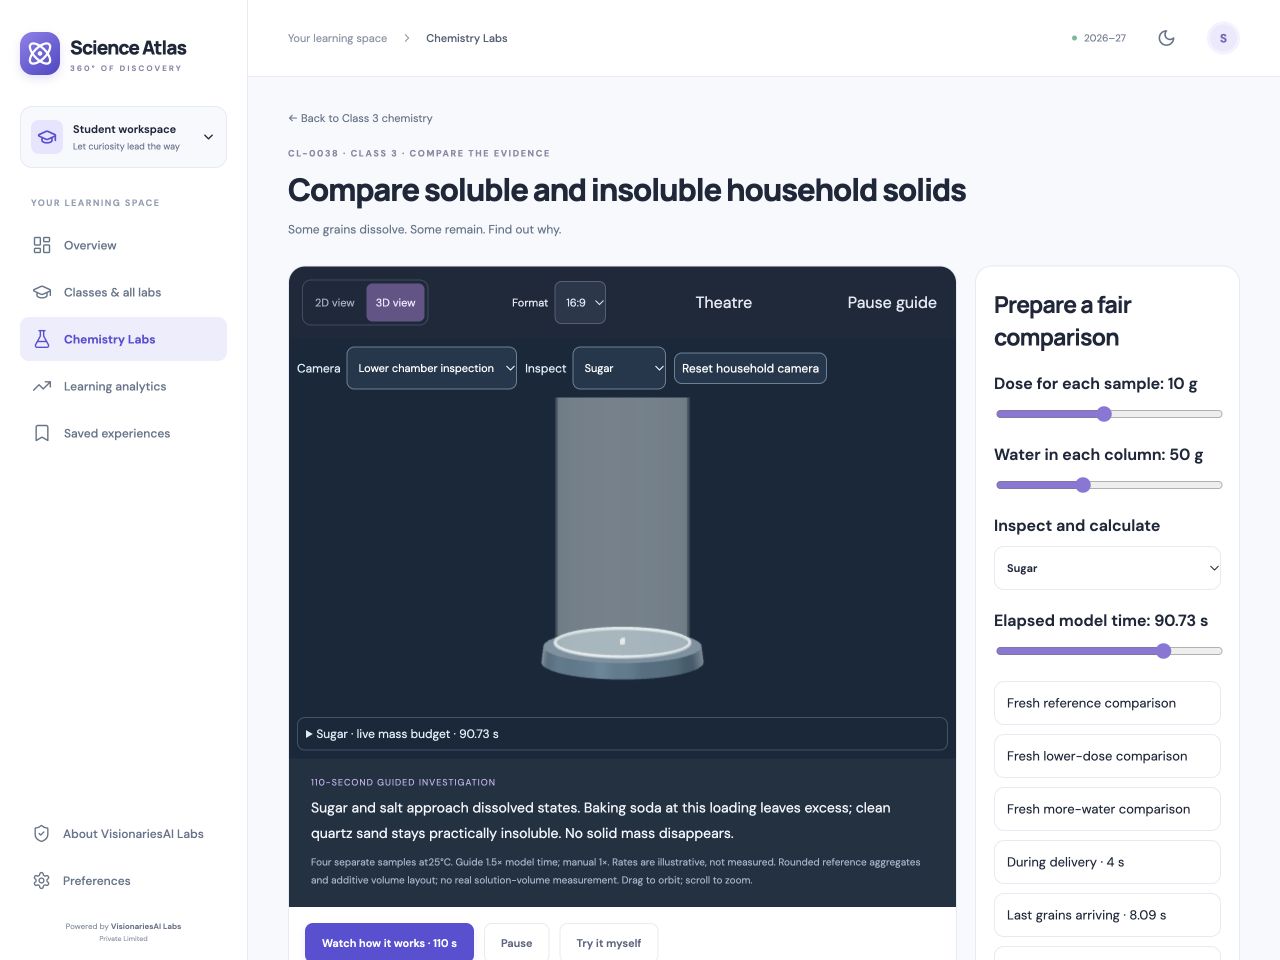 Science Atlas
360° OF DISCOVERY
Student workspace
Let curiosity lead the way
YOUR LEARNING SPACE
Overview
Classes & all labs
Chemistry Labs
Learning analytics
Saved experiences
About VisionariesAI Labs
Preferences
Powered by VisionariesAI Labs
Private Limited
Your learning space > Chemistry Labs
2026–27
S
← Back to Class 3 chemistry
CL-0038 · CLASS 3 · COMPARE THE EVIDENCE
Compare soluble and insoluble household solids
Some grains dissolve. Some remain. Find out why.
2D view 3D view Format 16:9 Theatre Pause guide
Camera Lower chamber inspection Inspect Sugar Reset household camera
▶ Sugar · live mass budget · 90.73 s
110-SECOND GUIDED INVESTIGATION
Sugar and salt approach dissolved states. Baking soda at this loading leaves excess; clean
quartz sand stays practically insoluble. No solid mass disappears.
Four separate samples at25°C. Guide 1.5× model time; manual 1×. Rates are illustrative, not measured. Rounded reference aggregates
and additive volume layout; no real solution-volume measurement. Drag to orbit; scroll to zoom.
Watch how it works · 110 s Pause Try it myself
Prepare a fair
comparison
Dose for each sample: 10 g
Water in each column: 50 g
Inspect and calculate
Sugar
Elapsed model time: 90.73 s
Fresh reference comparison
Fresh lower-dose comparison
Fresh more-water comparison
During delivery · 4 s
Last grains arriving · 8.09 s